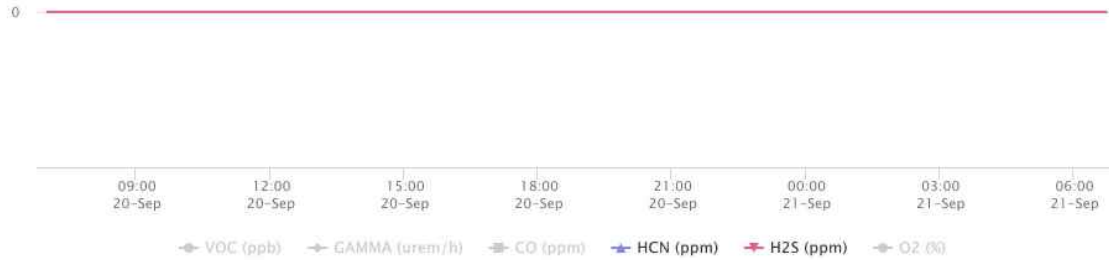 0
09:00 12:00 15:00 18:00 21:00 00:00 03:00 06:00
20-Sep 20-Sep 20-Sep 20-Sep 20-Sep 21-Sep 21-Sep 21-Sep
VOC (ppb) GAMMA (urem/h) CO (ppm) HCN (ppm) H2S (ppm) O2 (%)